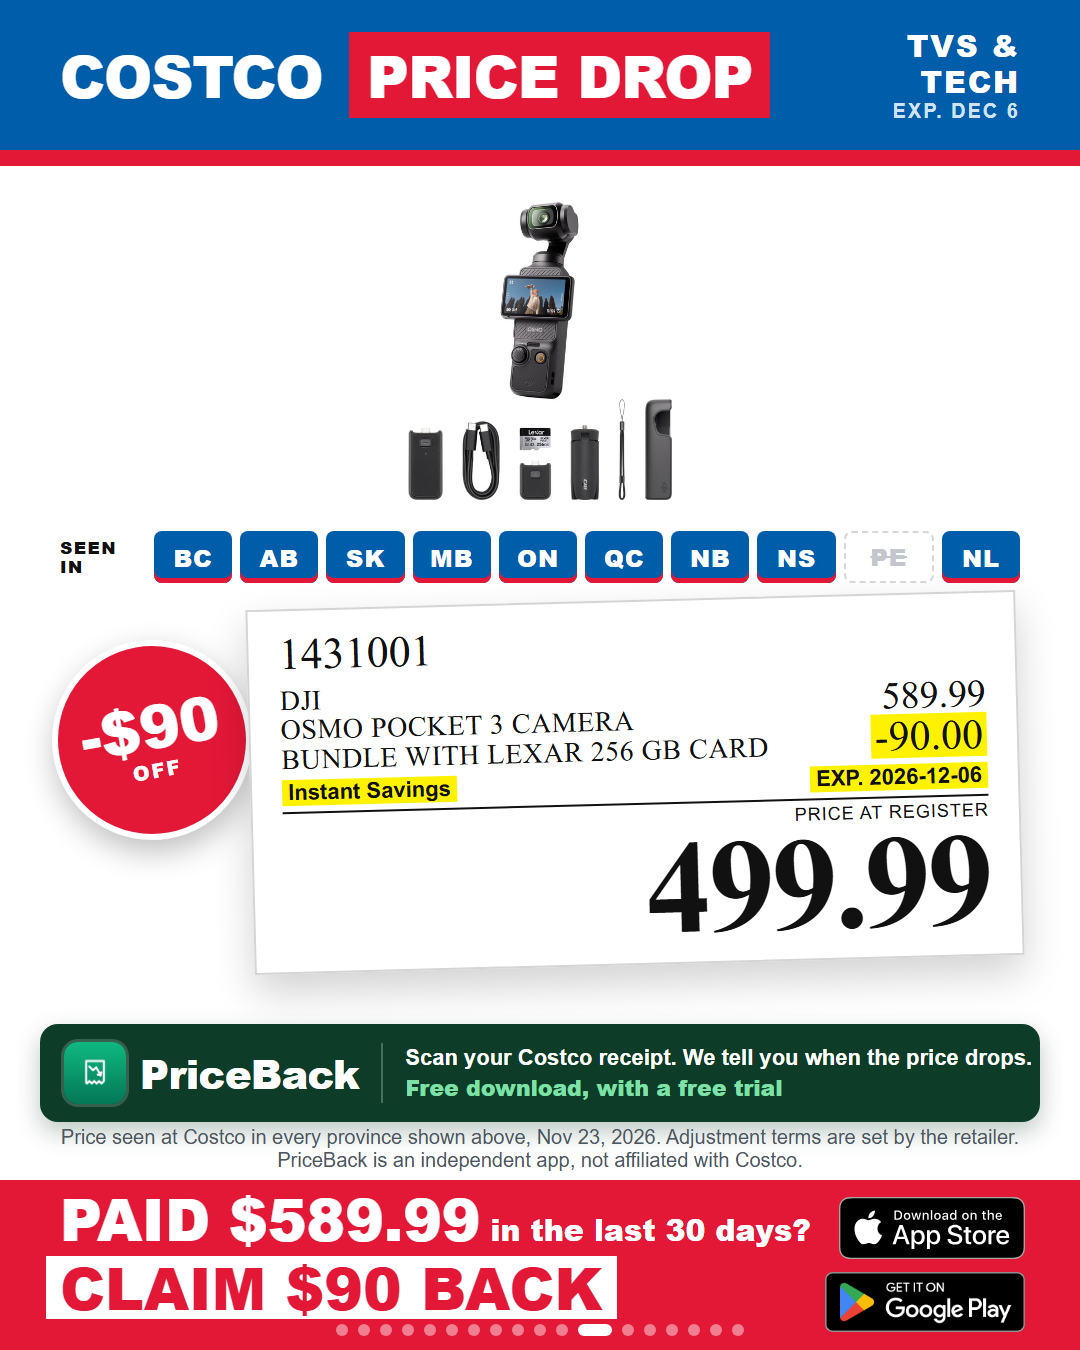 COSTCO PRICE DROP
TVS &
TECH
EXP. DEC 6
OSMO
Lexar
SEEN
IN
BC AB SK MB ON QC NB NS PE NL
-$90
OFF
1431001
DJI
OSMO POCKET 3 CAMERA
BUNDLE WITH LEXAR 256 GB CARD
Instant Savings
589.99
-90.00
EXP. 2026-12-06
PRICE AT REGISTER
499.99
PriceBack
Scan your Costco receipt. We tell you when the price drops.
Free download, with a free trial
Price seen at Costco in every province shown above, Nov 23, 2026. Adjustment terms are set by the retailer.
PriceBack is an independent app, not affiliated with Costco.
PAID $589.99 in the last 30 days?
CLAIM $90 BACK
Download on the
App Store
GET IT ON
Google Play